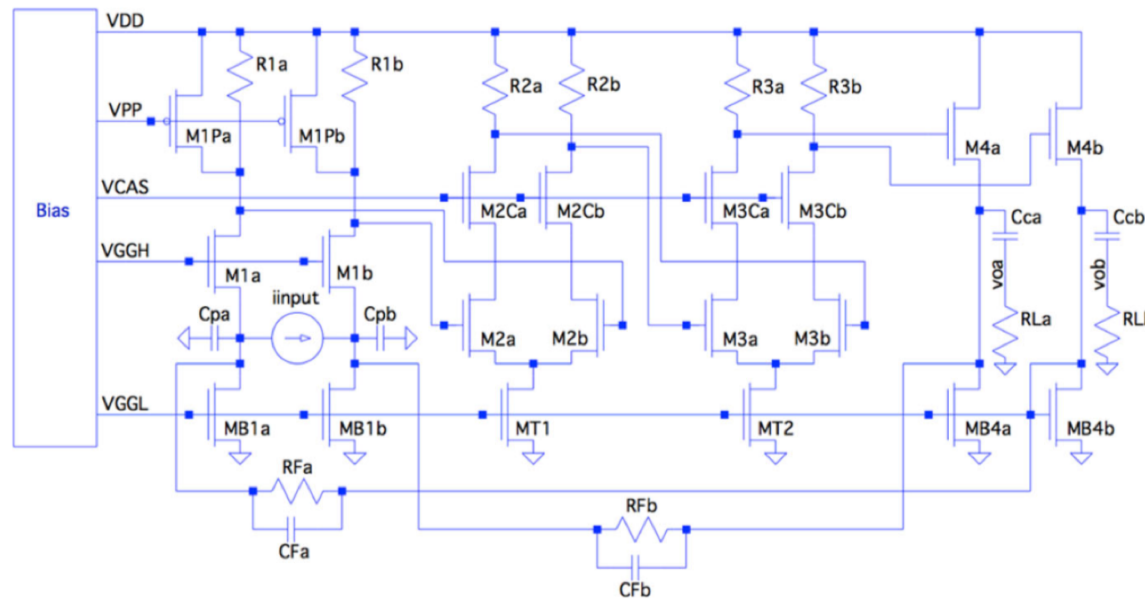 VDD
R1a
R1b
R2a
R2b
R3a
R3b
VPP
M1Pa
M1Pb
M4a
M4b
VCAS
Bias
M2Ca
M2Cb
M3Ca
M3Cb
Cca
Ccb
VGGH
M1a
M1b
voa
vob
iinput
Cpa
Cpb
RLa
RLl
M2a
M2b
M3a
M3b
VGGL
MB1a
MB1b
MT1
MT2
MB4a
MB4b
RFa
RFb
CFa
CFb